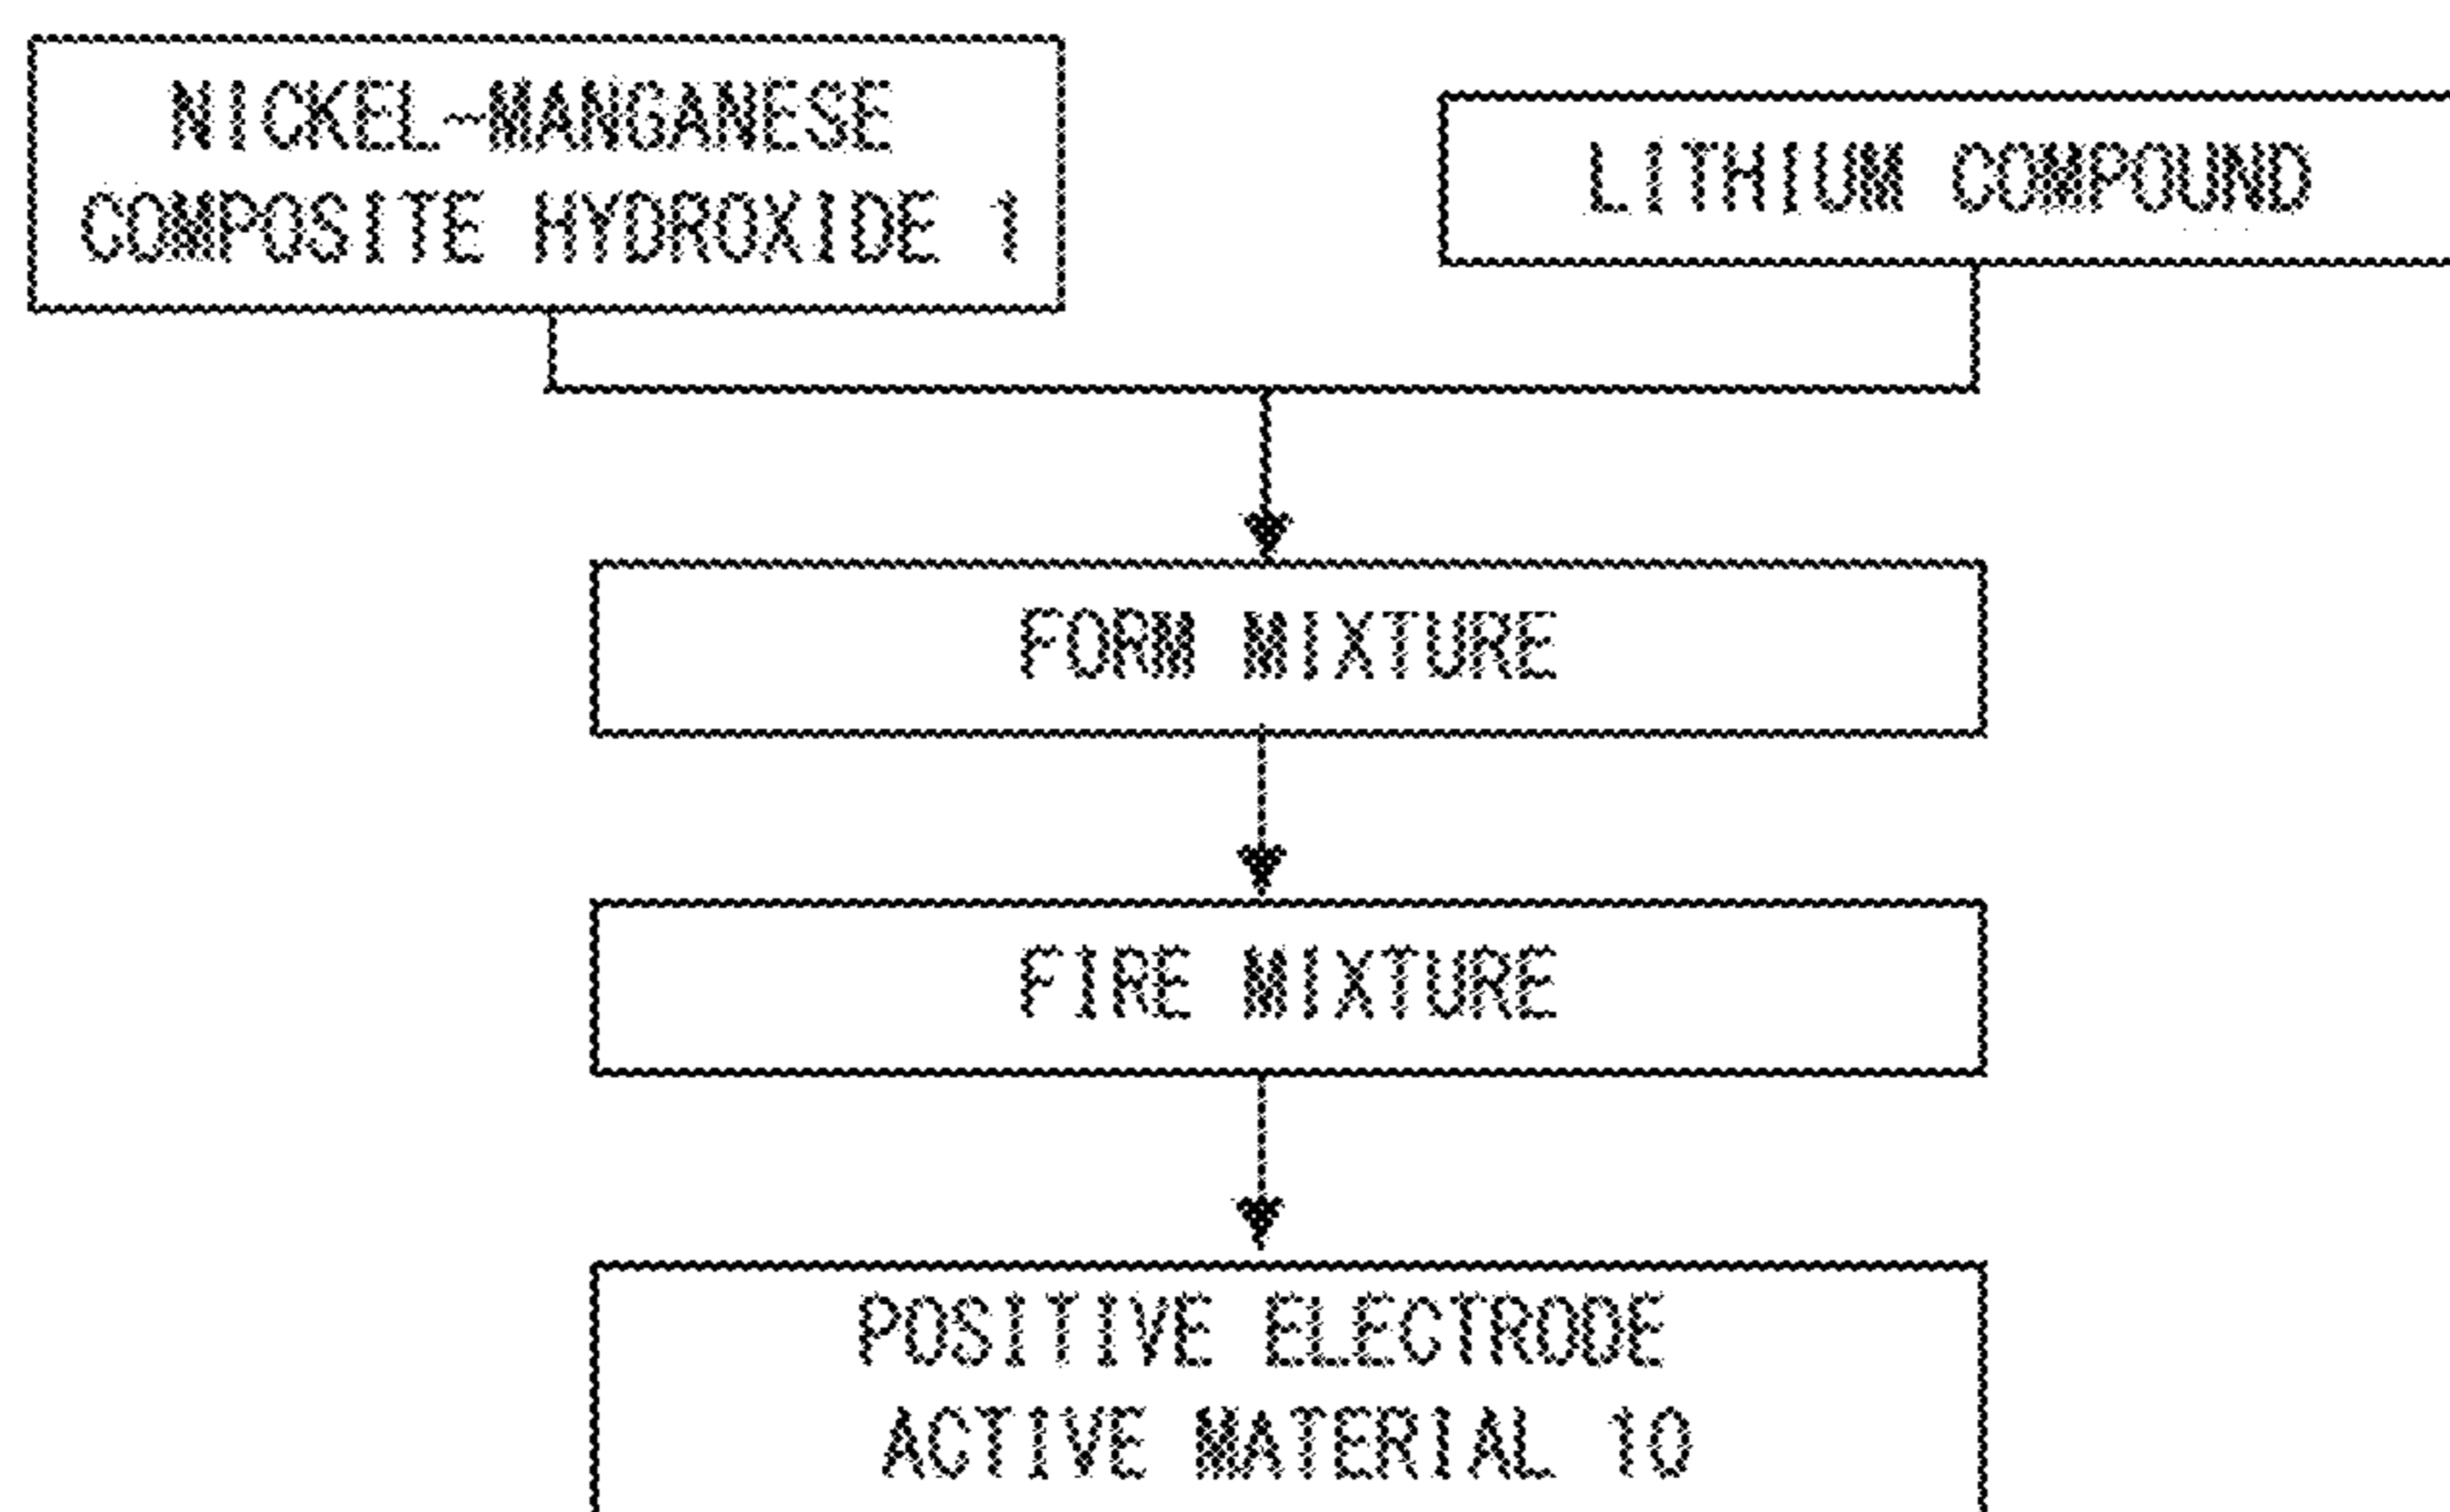 NICKEL-MANGANESE
COMPOSITE HYDROXIDE 1
LITHIUM COMPOUND
FORM MIXTURE
FIRE MIXTURE
POSITIVE ELECTRODE
ACTIVE MATERIAL 10